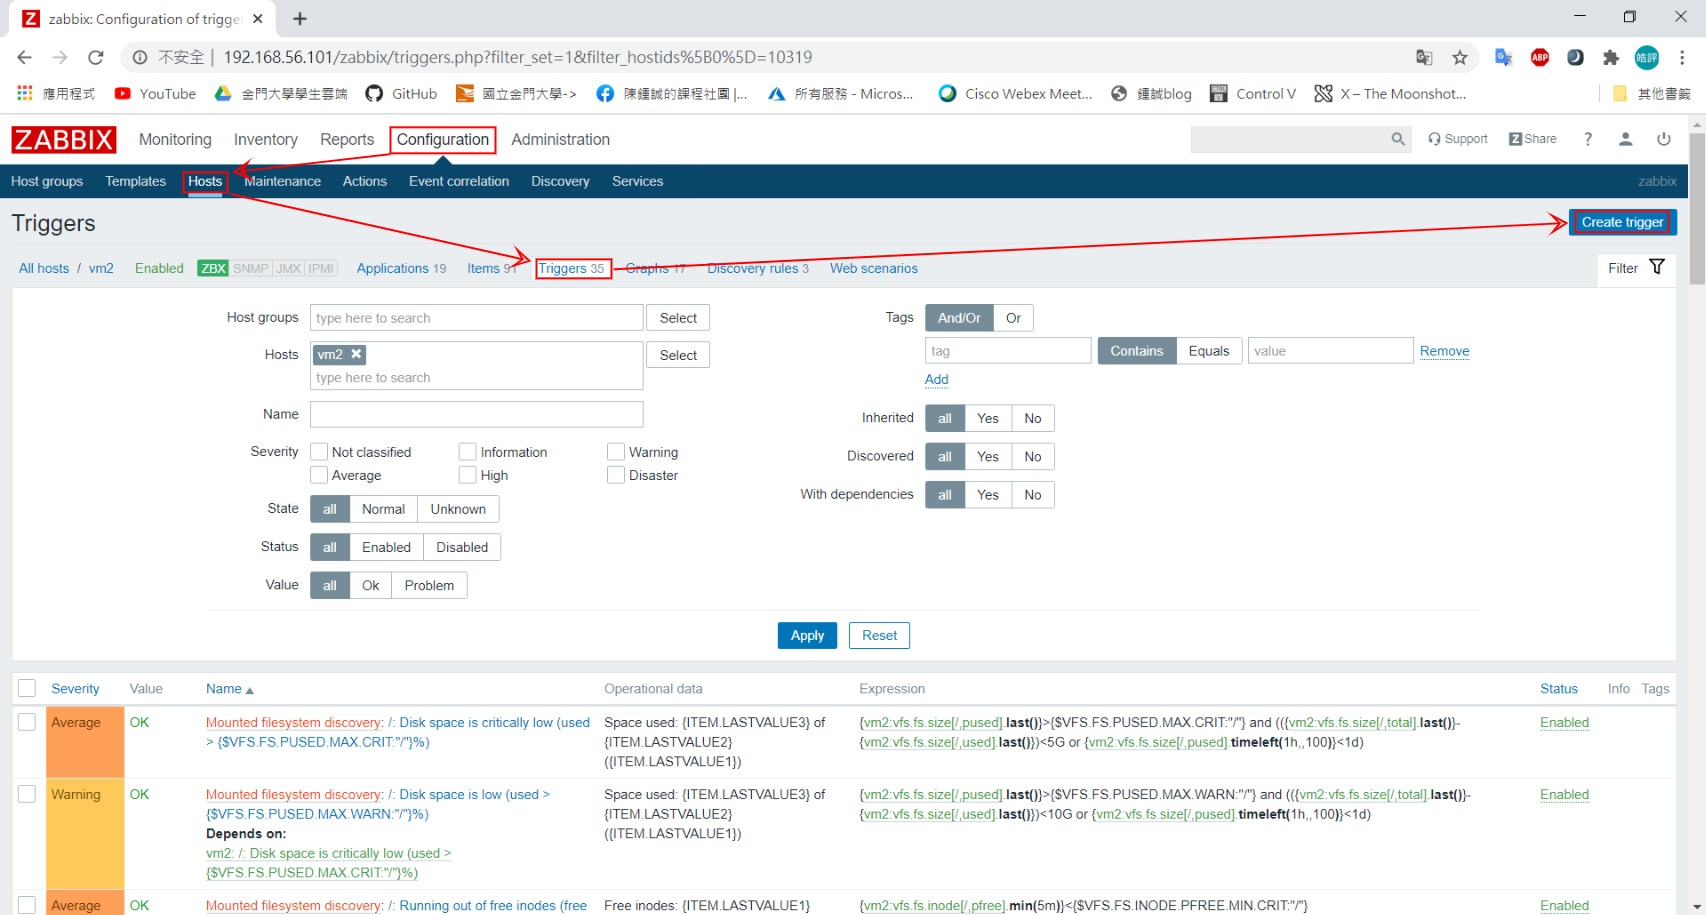 zabbix: Configuration of trigge
不安全 | 192.168.56.101/zabbix/triggers.php?filter_set=1&filter_hostids%5B0%5D=10319
ABP 皓評
應用程式 YouTube 金門大學學生雲端 GitHub 國立金門大學-> 陳鍾誠的課程社團 |... 所有服務 - Micros... Cisco Webex Meet... 鍾誠blog Control V X – The Moonshot... 其他書籤
ZABBIX Monitoring Inventory Reports Configuration Administration Support Share ?
Host groups Templates Hosts Maintenance Actions Event correlation Discovery Services zabbix
Triggers Create trigger
All hosts / vm2 Enabled ZBX SNMP JMX IPMI Applications 19 Items 91 Triggers 35 Graphs 17 Discovery rules 3 Web scenarios Filter
Host groups type here to search Select Tags And/Or Or
Hosts vm2 Select tag Contains Equals value Remove
type here to search Add
Name Inherited all Yes No
Severity Not classified Information Warning Discovered all Yes No
Average High Disaster
With dependencies all Yes No
State all Normal Unknown
Status all Enabled Disabled
Value all Ok Problem
Apply Reset
Severity Value Name Operational data Expression Status Info Tags
Average OK Mounted filesystem discovery: /: Disk space is critically low (used Space used: {ITEM.LASTVALUE3} of {vm2:vfs.fs.size[/,pused].last()}>{$VFS.FS.PUSED.MAX.CRIT:"/"} and (({vm2:vfs.fs.size[/,total].last()}- Enabled
> {$VFS.FS.PUSED.MAX.CRIT:"/"}%) {ITEM.LASTVALUE2} {vm2:vfs.fs.size[/,used].last()})<5G or {vm2:vfs.fs.size[/,pused].timeleft(1h,,100)}<1d)
({ITEM.LASTVALUE1})
Warning OK Mounted filesystem discovery: /: Disk space is low (used > Space used: {ITEM.LASTVALUE3} of {vm2:vfs.fs.size[/,pused].last()}>{$VFS.FS.PUSED.MAX.WARN:"/"} and (({vm2:vfs.fs.size[/,total].last()}- Enabled
{$VFS.FS.PUSED.MAX.WARN:"/"}%) {ITEM.LASTVALUE2} {vm2:vfs.fs.size[/,used].last()})<10G or {vm2:vfs.fs.size[/,pused].timeleft(1h,,100)}<1d)
Depends on: ({ITEM.LASTVALUE1})
vm2: /: Disk space is critically low (used >
{$VFS.FS.PUSED.MAX.CRIT:"/"}%)
Average OK Mounted filesystem discovery: /: Running out of free inodes (free Free inodes: {ITEM.LASTVALUE1} {vm2:vfs.fs.inode[/,pfree].min(5m)}<{$VFS.FS.INODE.PFREE.MIN.CRIT:"/"} Enabled